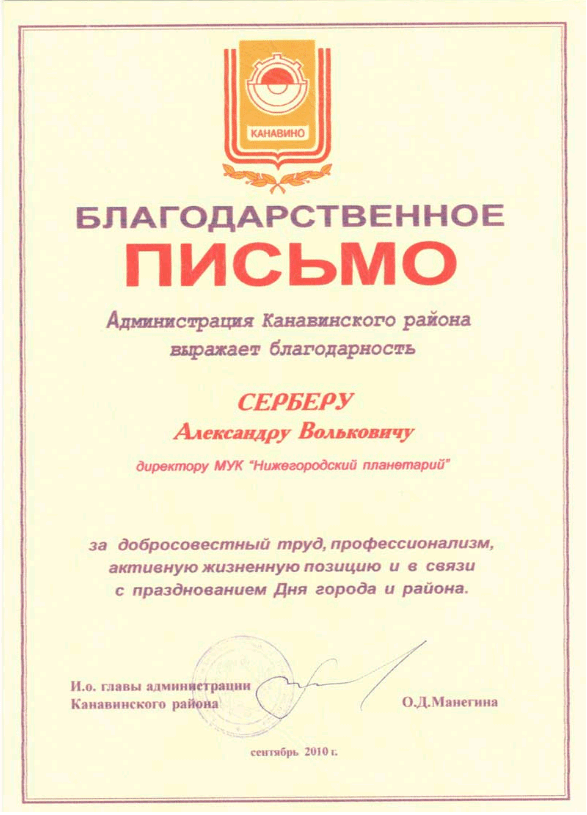 КАНАВИНО
БЛАГОДАРСТВЕННОЕ
ПИСЬМО
Администрация Канавинского района
выражает благодарность
СЕРБЕРУ
Александру Вольковичу
директору МУК "Нижегородский планетарий"
за добросовестный труд, профессионализм,
активную жизненную позицию и в связи
с празднованием Дня города и района.
И.о. главы администрации
Канавинского района
О.Д.Манегина
сентябрь 2010 г.